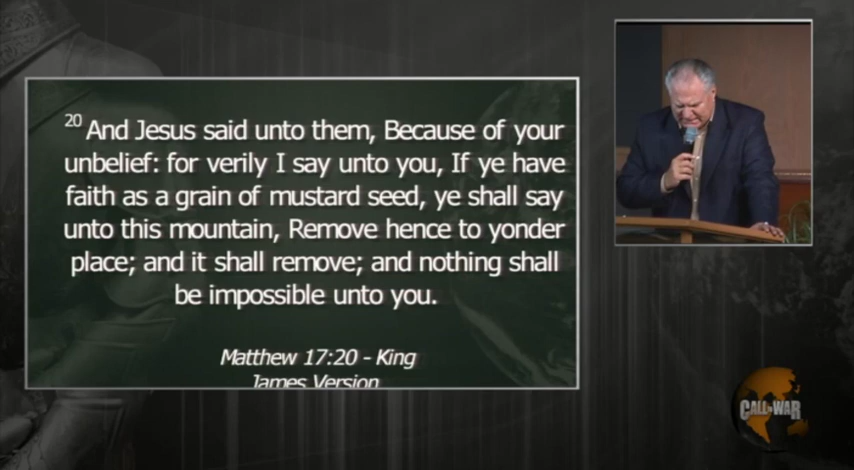 20 And Jesus said unto them, Because of your
unbelief: for verily I say unto you, If ye have
faith as a grain of mustard seed, ye shall say
unto this mountain, Remove hence to yonder
place; and it shall remove; and nothing shall
be impossible unto you.
Matthew 17:20 - King
James Version
CALL TO WAR